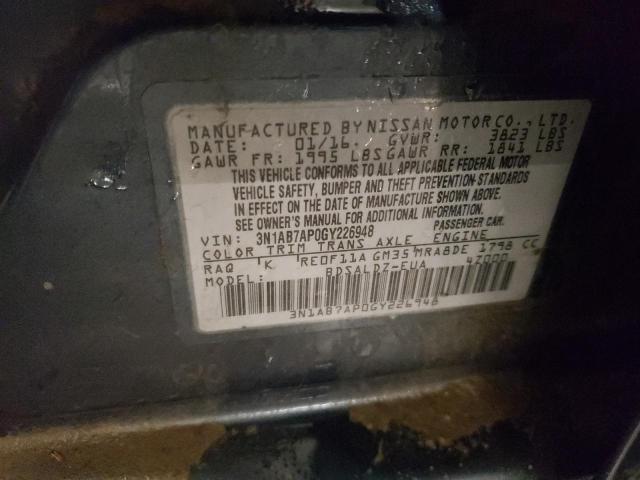 MANUFACTURED BY NISSAN MOTOR CO., LTD.
DATE: 01/16. GVWR: 3823 LBS
GAWR FR: 1995 LBS GAWR RR: 1841 LBS
THIS VEHICLE CONFORMS TO ALL APPLICABLE FEDERAL MOTOR
VEHICLE SAFETY, BUMPER AND THEFT PREVENTION STANDARDS
IN EFFECT ON THE DATE OF MANUFACTURE SHOWN ABOVE.
SEE OWNER'S MANUAL FOR ADDITIONAL INFORMATION
VIN: 3N1AB7AP0GY226948 PASSENGER CAR.
COLOR TRIM TRANS AXLE ENGINE
RAQ K RE0F11A GM35 MRA8DE 1798 CC
MODEL: BDSALDZ-EUA 4Z000
3N1AB7AP0GY226948